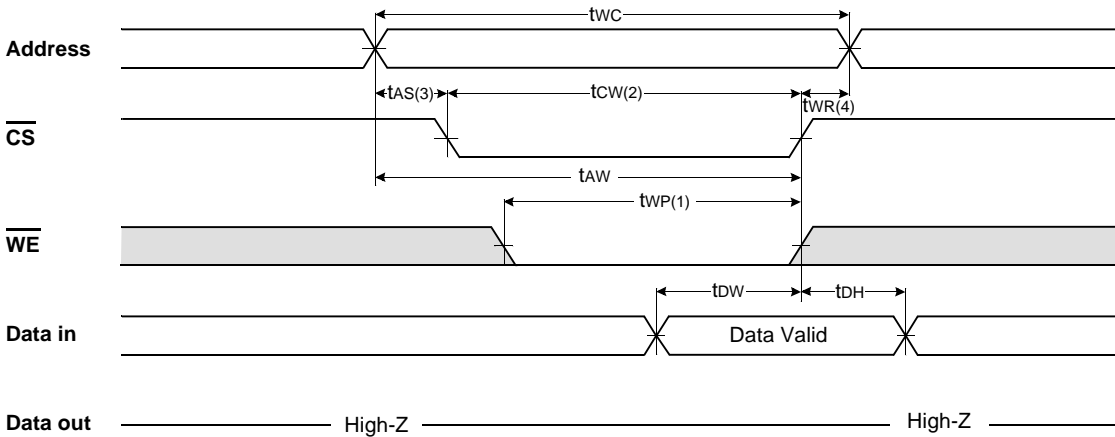 tWC
Address
tAS(3) tCW(2) tWR(4)
CS
tAW
tWP(1)
WE
tDW tDH
Data in Data Valid
Data out High-Z High-Z